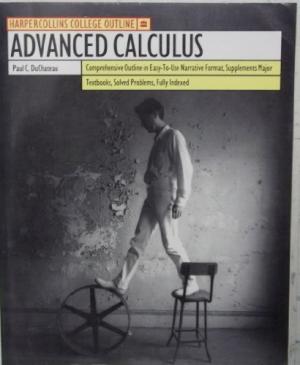 HARPERCOLLINS COLLEGE OUTLINE
ADVANCED CALCULUS
Paul C. DuChateau
Comprehensive Outline in Easy-To-Use Narrative Format, Supplements Major
Textbooks, Solved Problems, Fully Indexed